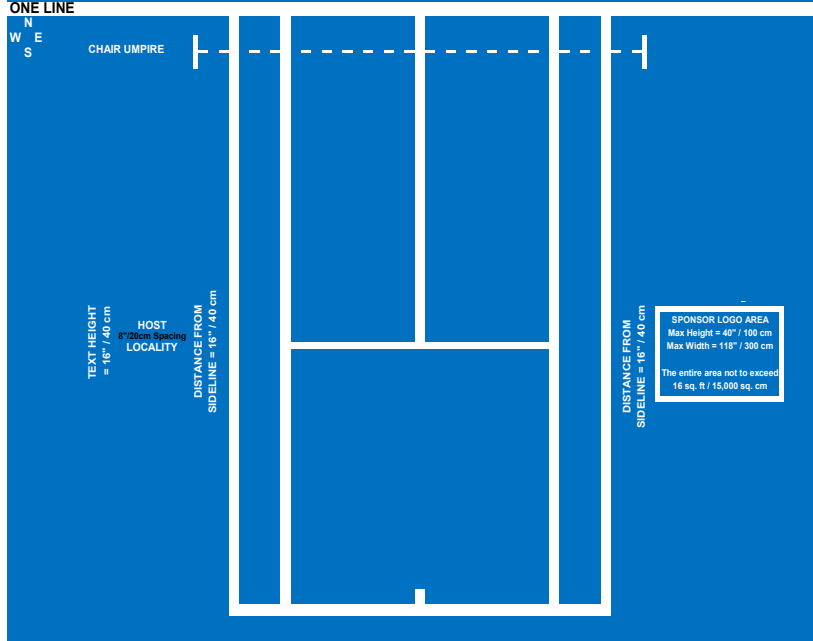 ONE LINE
N
W E
S
CHAIR UMPIRE
TEXT HEIGHT
= 16" / 40 cm
HOST
8"/20cm Spacing
LOCALITY
DISTANCE FROM
SIDELINE = 16" / 40 cm
DISTANCE FROM
SIDELINE = 16" / 40 cm
SPONSOR LOGO AREA
Max Height = 40" / 100 cm
Max Width = 118" / 300 cm
The entire area not to exceed
16 sq. ft / 15,000 sq. cm